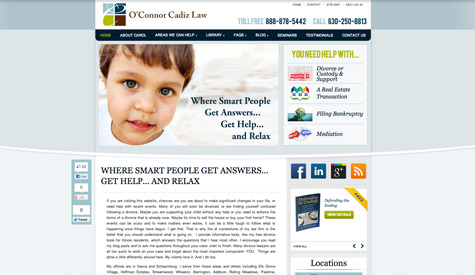 HOME CONTACT SITE MAP DSS LOG IN
O'Connor Cadiz Law
TOLL FREE 888-878-5442 CALL 630-250-8813
HOME ABOUT CAROL AREAS WE CAN HELP LIBRARY FAQS BLOG SEMINARS TESTIMONIALS CONTACT US
Where Smart People
Get Answers...
Get Help...
and Relax
YOU NEED HELP WITH...
Divorce or
Custody &
Support
A Real Estate
Transaction
Filing Bankruptcy
Mediation
WHERE SMART PEOPLE GET ANSWERS...
GET HELP... AND RELAX
If you are visiting the website, chances are you are about to make significant changes in your life, or
need help with recent events. Many of you will soon be divorced, or are finding yourself confused
following a divorce. Maybe you are supporting your child without any help or you need to enforce the
terms of a divorce that is already over. Maybe its time to sell the house or buy your first home? These
events can be scary and to make matters even worse, it can be a little tough to follow what is
happening once things have begun. I get that. That is why the at cornerstone of my law firm is the
belief that you should understand what is going on. I provide informative tools, like my free divorce
book for Illinois residents, which answers the questions that I hear most often. I encourage you read
my blog posts and to ask me questions throughout your case from start to finish. Many divorce lawyers
are all too quick to work on your case and forget about the most important component: YOU. Things are
done a little differently around here. My clients love it. And I do too.
My offices are in Itasca and Schaumburg. I serve from those areas and others including Elk Grove
Village, Hoffman Estates, Streamwood, Wheaton, Barrington, Addison, Rolling Meadows, Palatine,
10
Like
0
0
Tweet
FREE
Defending the
Ending
VIEW DETAILS
VIEW ALL
Locations